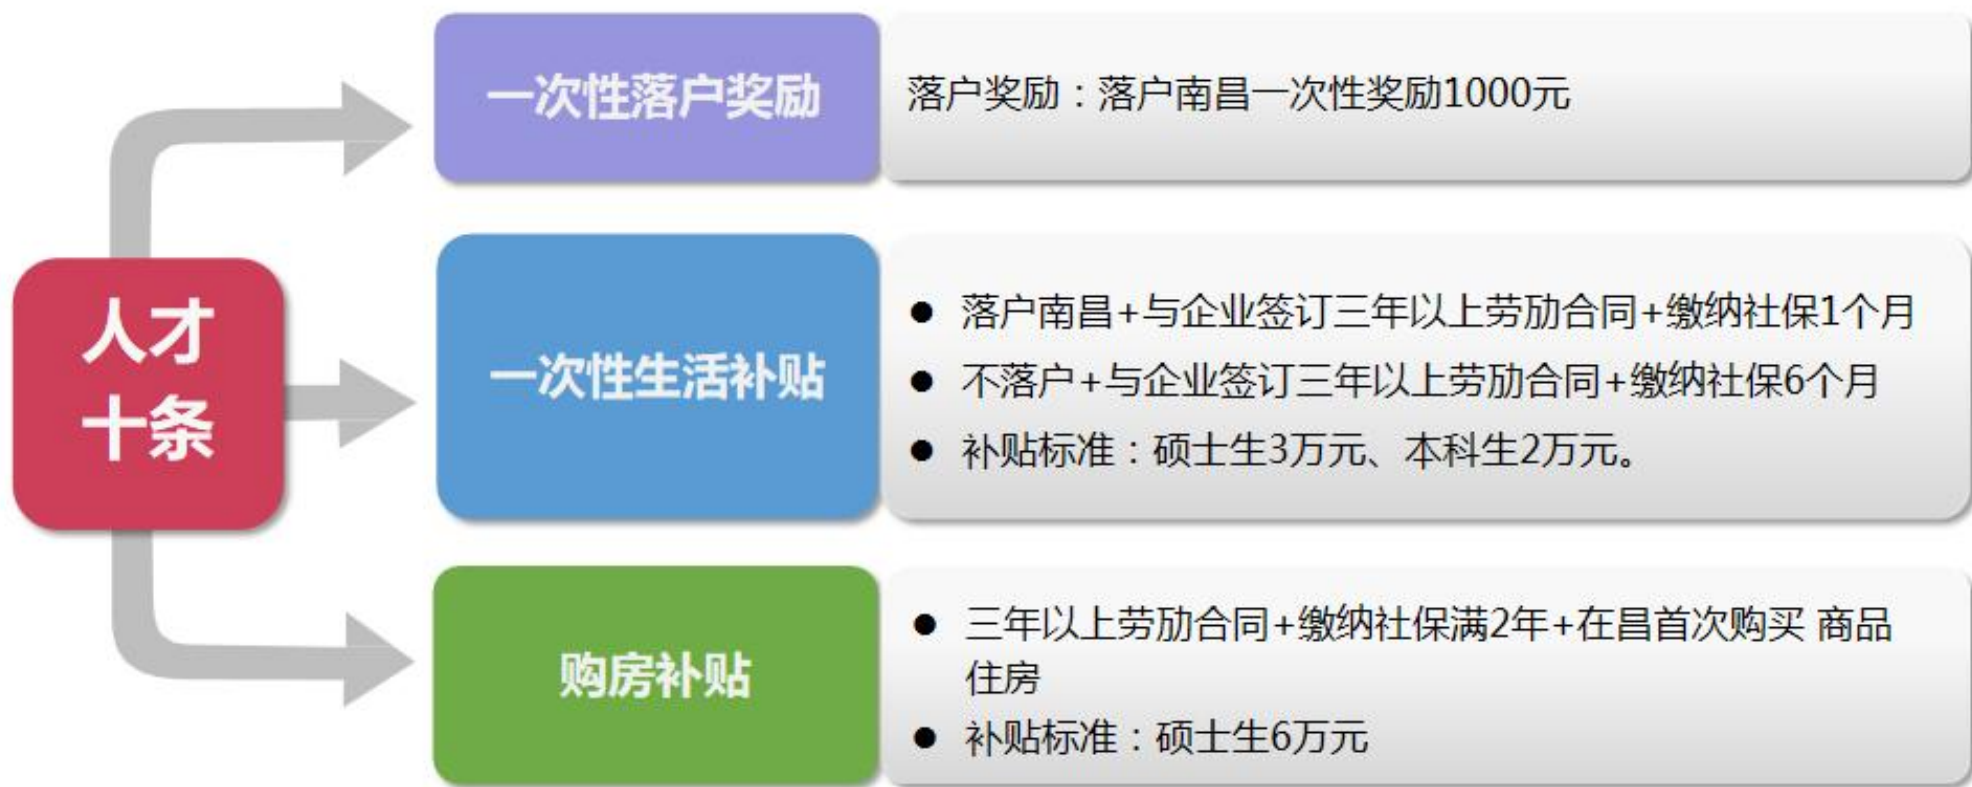 人才
十条
一次性落户奖励
落户奖励：落户南昌一次性奖励1000元
一次性生活补贴
● 落户南昌+与企业签订三年以上劳励合同+缴纳社保1个月
● 不落户+与企业签订三年以上劳励合同+缴纳社保6个月
● 补贴标准：硕士生3万元、本科生2万元。
购房补贴
● 三年以上劳励合同+缴纳社保满2年+在昌首次购买 商品
住房
● 补贴标准：硕士生6万元